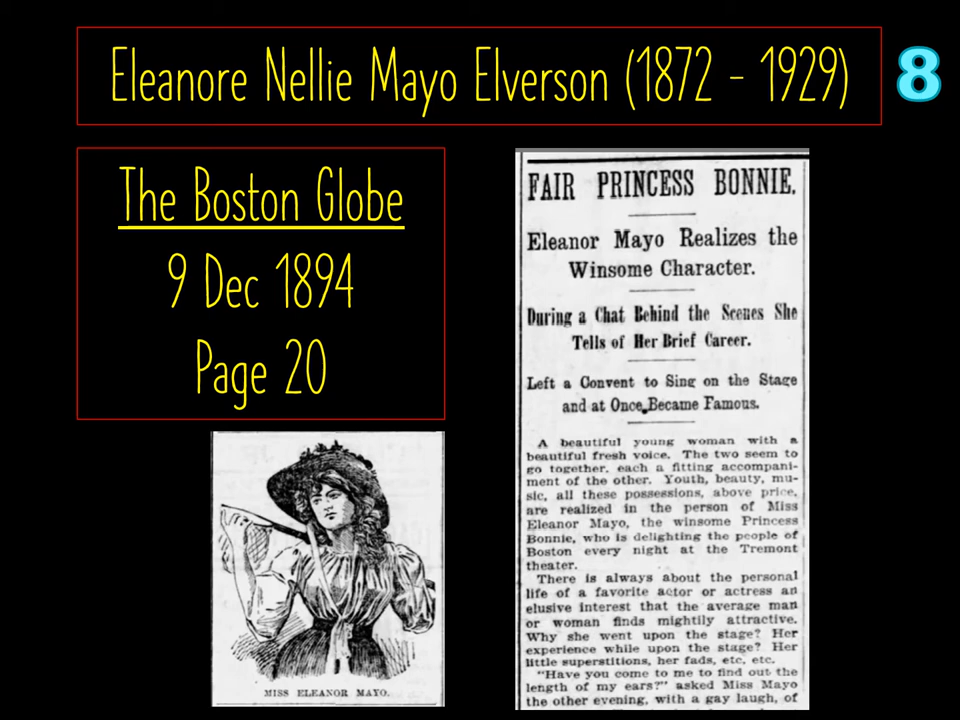 Eleanore Nellie Mayo Elverson (1872 - 1929)
8
The Boston Globe
9 Dec 1894
Page 20
MISS ELEANOR MAYO.
FAIR PRINCESS BONNIE.
Eleanor Mayo Realizes the
Winsome Character.
During a Chat Behind the Scenes She
Tells of Her Brief Career.
Left a Convent to Sing on the Stage
and at Once Became Famous.
A beautiful young woman with a
beautiful fresh voice. The two seem to
go together, each a fitting accompani-
ment of the other. Youth, beauty, mu-
sic, all these possessions, above price,
are realized in the person of Miss
Eleanor Mayo, the winsome Princess
Bonnie, who is delighting the people of
Boston every night at the Tremont
theater.
There is always about the personal
life of a favorite actor or actress an
elusive interest that the average man
or woman finds mightily attractive.
Why she went upon the stage? Her
experience while upon the stage? Her
little superstitions, her fads, etc, etc.
"Have you come to me to find out the
length of my ears?" asked Miss Mayo
the other evening, with a gay laugh, of